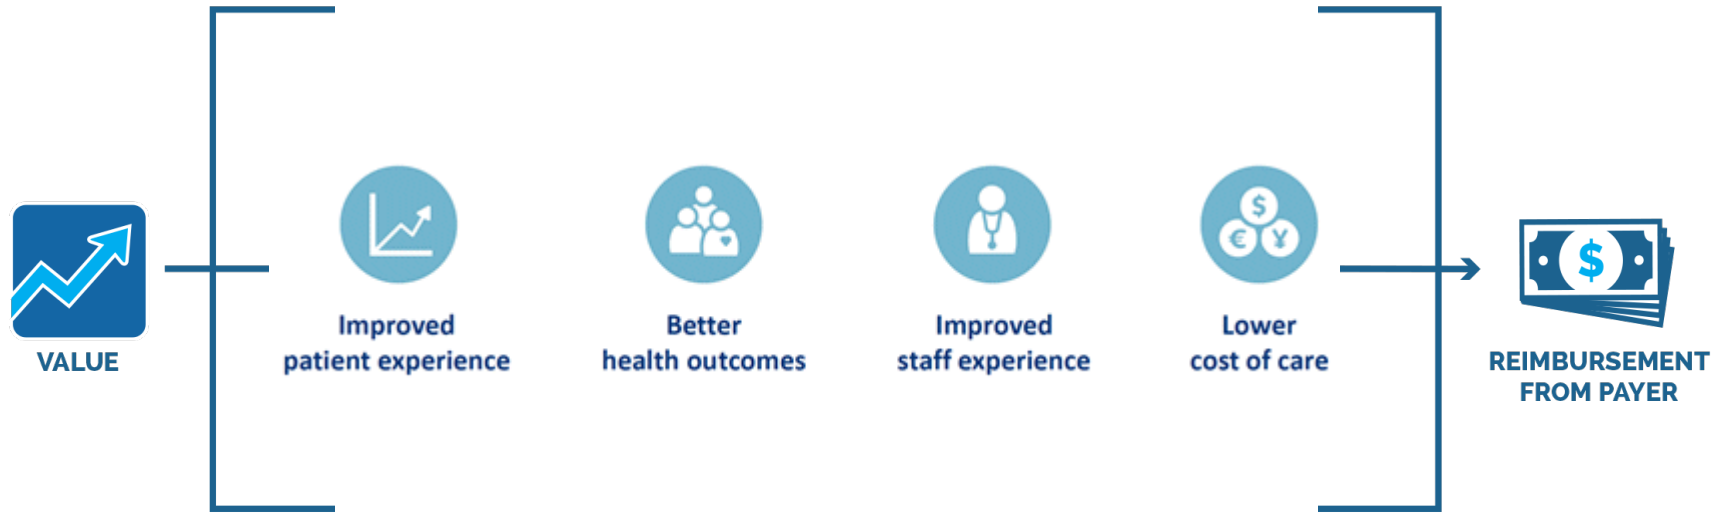 VALUE
Improved
patient experience
Better
health outcomes
Improved
staff experience
$
€ ¥
Lower
cost of care
$
REIMBURSEMENT
FROM PAYER